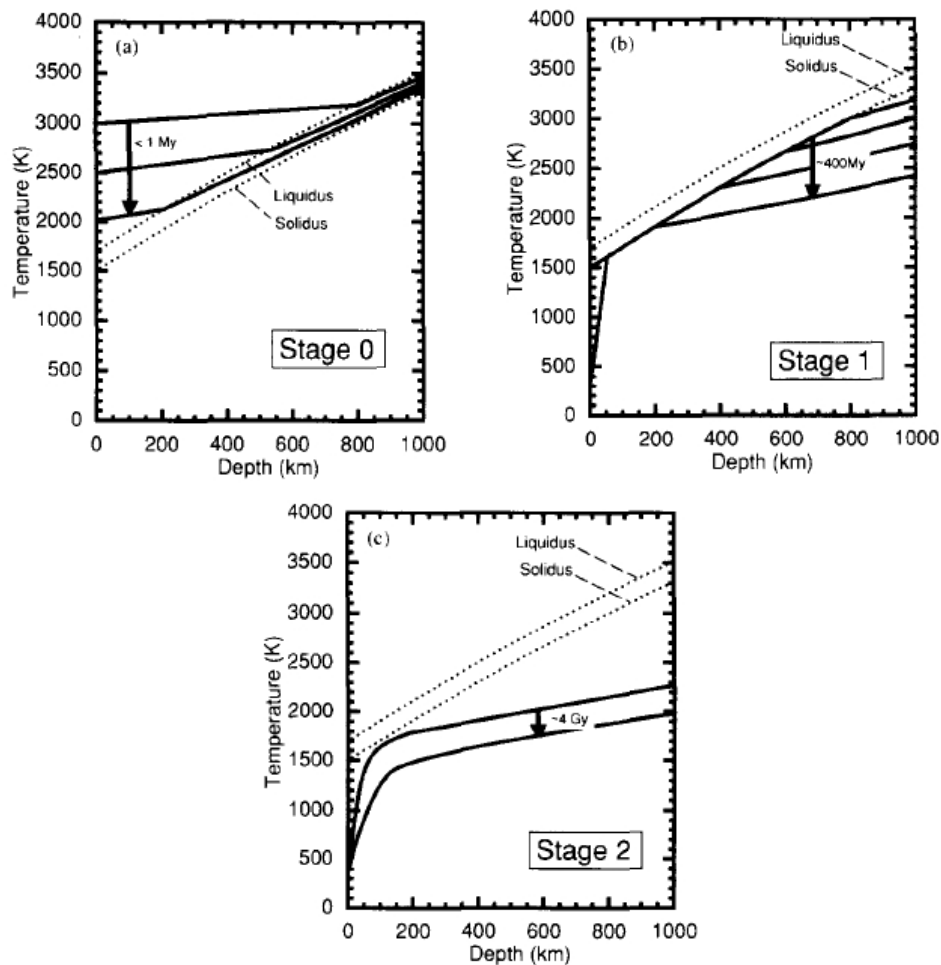 (a)
4000
3500
3000
2500
2000
1500
1000
500
0
Temperature (K)
< 1 My
Liquidus
Solidus
Stage 0
0 200 400 600 800 1000
Depth (km)
(b)
4000
3500
3000
2500
2000
1500
1000
500
0
Temperature (K)
Liquidus
Solidus
~400My
Stage 1
0 200 400 600 800 1000
Depth (km)
(c)
4000
3500
3000
2500
2000
1500
1000
500
0
Temperature (K)
Liquidus
Solidus
~4 Gy
Stage 2
0 200 400 600 800 1000
Depth (km)